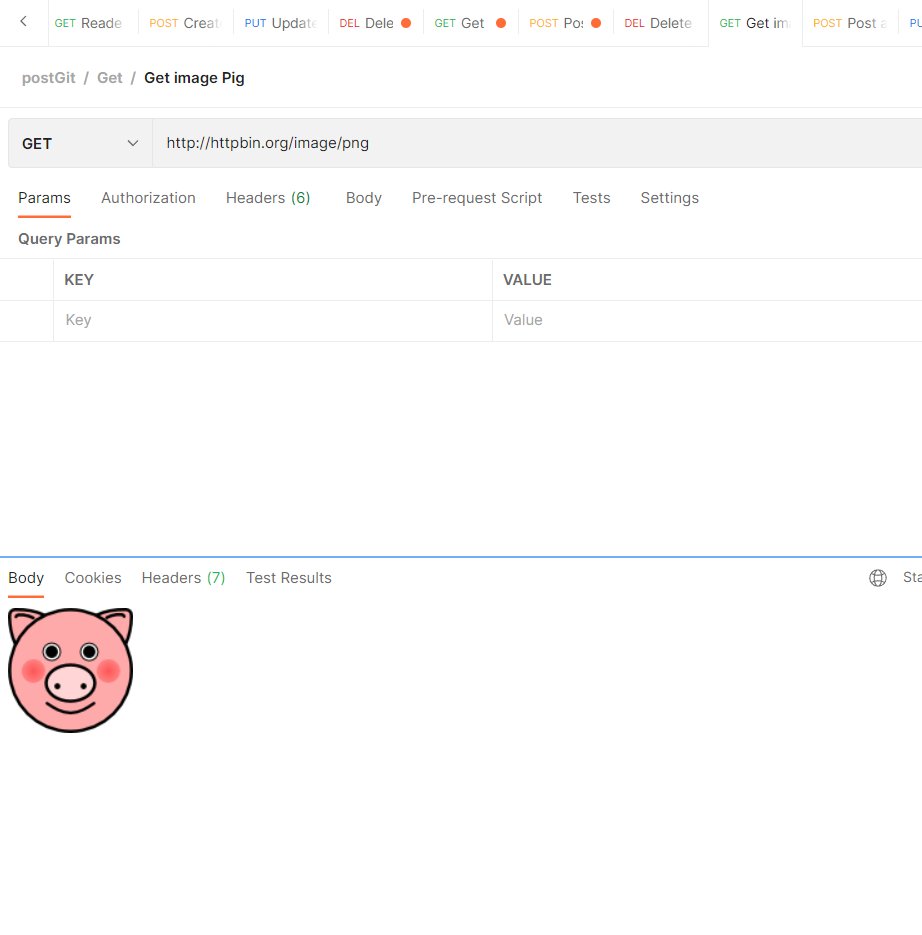 GET Reade POST Creat PUT Update DEL Dele GET Get POST Pos DEL Delete GET Get im POST Post a PU
postGit / Get / Get image Pig
GET http://httpbin.org/image/png
Params Authorization Headers (6) Body Pre-request Script Tests Settings
Query Params
KEY VALUE
Key Value
Body Cookies Headers (7) Test Results Sta